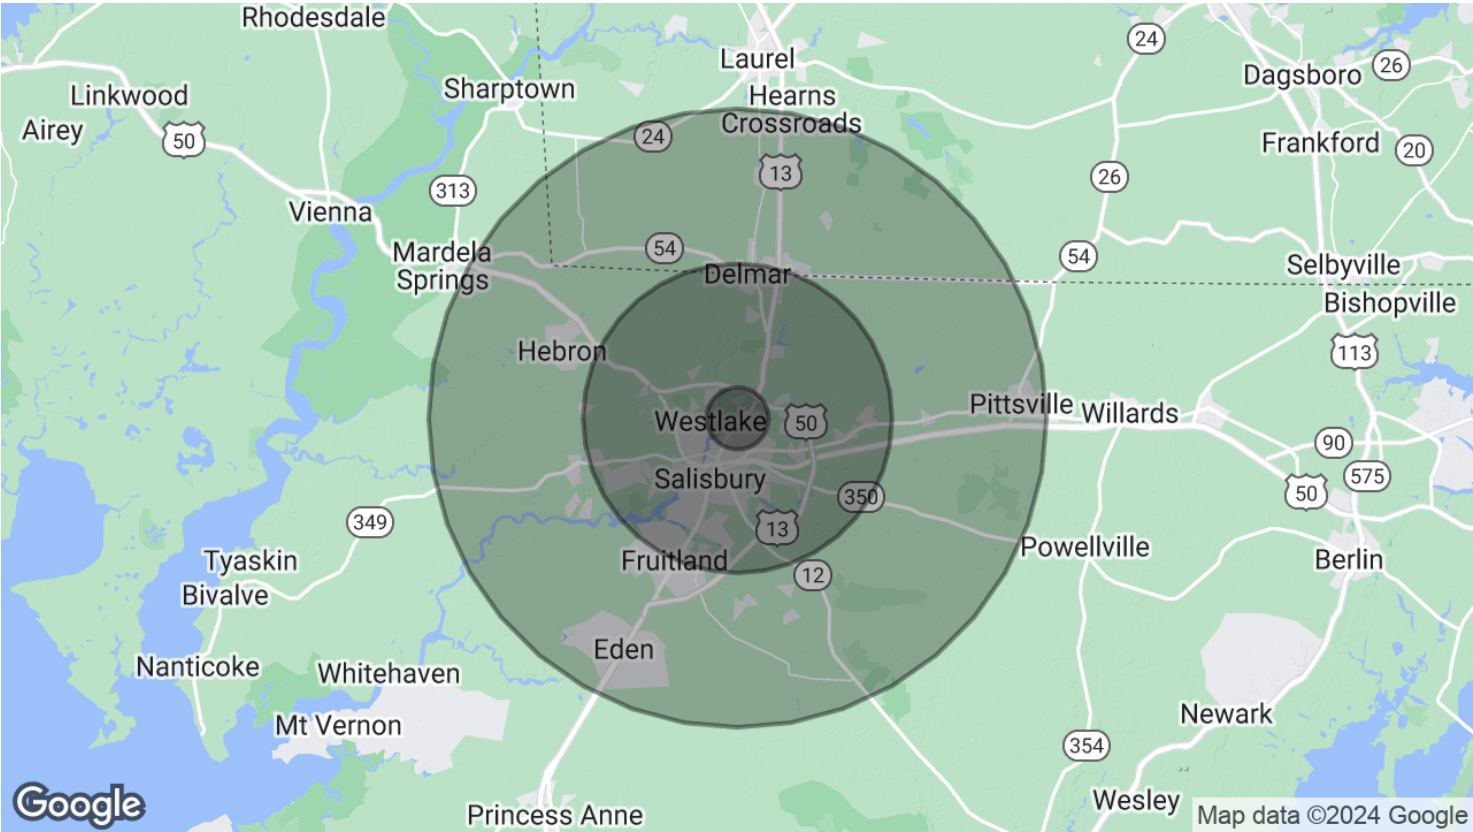 Rhodesdale
24
Laurel
Dagsboro
26
Sharptown
Linkwood
Hearns
Crossroads
Airey
50
24
Frankford
20
13
26
313
Vienna
Mardela
Springs
54
54
Delmar
Selbyville
Bishopville
Hebron
113
Pittsville
Willards
Westlake
50
90
Salisbury
575
50
350
349
13
Powellville
Tyaskin
Fruitland
Berlin
12
Bivalve
Eden
Nanticoke
Whitehaven
Newark
Mt Vernon
354
Google
Wesley
Princess Anne
Map data ©2024 Google